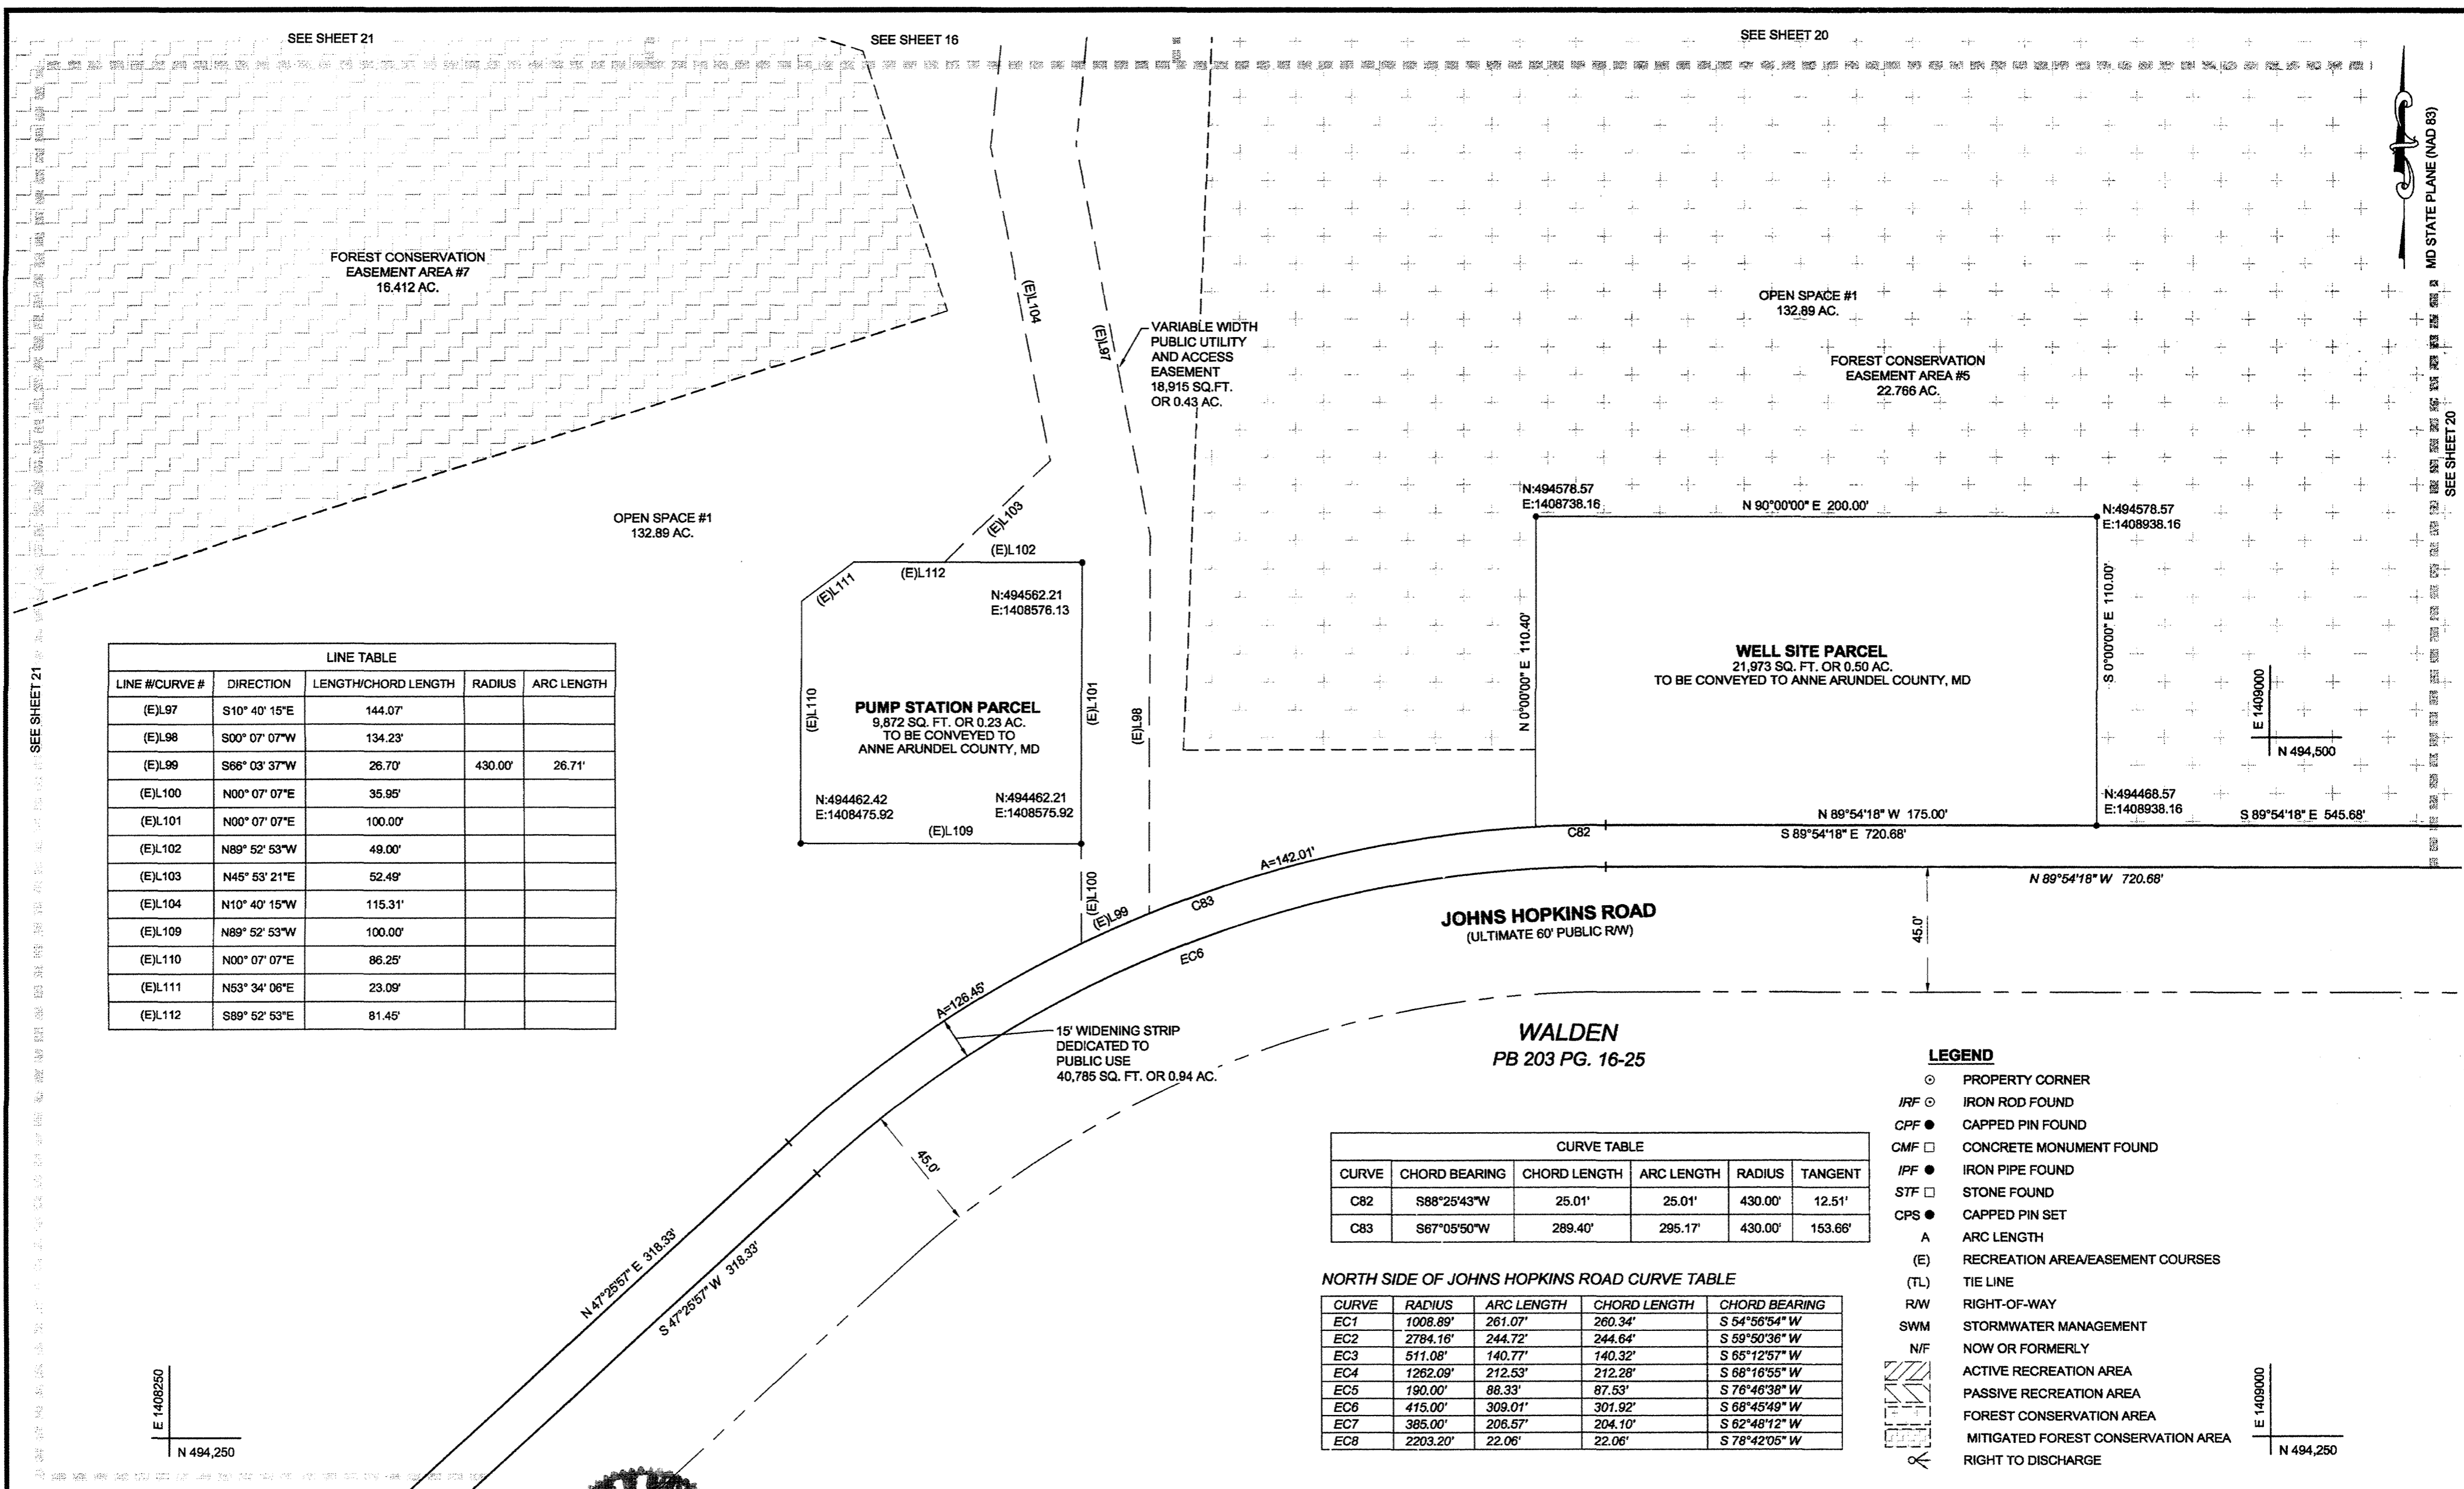 SEE SHEET 21
SEE SHEET 16
SEE SHEET 20
MD STATE PLANE (NAD 83)
SEE SHEET 20
SEE SHEET 21
FOREST CONSERVATION
EASEMENT AREA #7
16.412 AC.
OPEN SPACE #1
132.89 AC.
(E)L104
(E)L97
VARIABLE WIDTH
PUBLIC UTILITY
AND ACCESS
EASEMENT
18,915 SQ.FT.
OR 0.43 AC.
OPEN SPACE #1
132.89 AC.
FOREST CONSERVATION
EASEMENT AREA #5
22.766 AC.
(E)L103
(E)L102
(E)L111
(E)L112
N:494562.21
E:1408576.13
(E)L110
PUMP STATION PARCEL
9,872 SQ. FT. OR 0.23 AC.
TO BE CONVEYED TO
ANNE ARUNDEL COUNTY, MD
(E)L101
(E)L98
N:494462.42
E:1408475.92
N:494462.21
E:1408575.92
(E)L109
(E)L100
(E)L99
N:494578.57
E:1408738.16
N 90°00'00" E 200.00'
N:494578.57
E:1408938.16
N 0°00'00" E 110.40'
WELL SITE PARCEL
21,973 SQ. FT. OR 0.50 AC.
TO BE CONVEYED TO ANNE ARUNDEL COUNTY, MD
S 0°00'00" E 110.00'
E 1409000
N 494,500
N:494468.57
E:1408938.16
N 89°54'18" W 175.00'
S 89°54'18" E 720.68'
S 89°54'18" E 545.68'
C82
A=142.01'
C83
N 89°54'18" W 720.68'
JOHNS HOPKINS ROAD
(ULTIMATE 60' PUBLIC R/W)
45.0'
EC6
A=126.45'
15' WIDENING STRIP
DEDICATED TO
PUBLIC USE
40,785 SQ. FT. OR 0.94 AC.
45.0'
N 47°25'57" E 318.33'
S 47°25'57" W 318.33'
WALDEN
PB 203 PG. 16-25
E 1408250
N 494,250
LINE TABLE
LINE #/CURVE # DIRECTION LENGTH/CHORD LENGTH RADIUS ARC LENGTH
(E)L97 S10° 40' 15"E 144.07'
(E)L98 S00° 07' 07"W 134.23'
(E)L99 S66° 03' 37"W 26.70' 430.00' 26.71'
(E)L100 N00° 07' 07"E 35.95'
(E)L101 N00° 07' 07"E 100.00'
(E)L102 N89° 52' 53"W 49.00'
(E)L103 N45° 53' 21"E 52.49'
(E)L104 N10° 40' 15"W 115.31'
(E)L109 N89° 52' 53"W 100.00'
(E)L110 N00° 07' 07"E 86.25'
(E)L111 N53° 34' 06"E 23.09'
(E)L112 S89° 52' 53"E 81.45'
CURVE TABLE
CURVE CHORD BEARING CHORD LENGTH ARC LENGTH RADIUS TANGENT
C82 S88°25'43"W 25.01' 25.01' 430.00' 12.51'
C83 S67°05'50"W 289.40' 295.17' 430.00' 153.66'
NORTH SIDE OF JOHNS HOPKINS ROAD CURVE TABLE
CURVE RADIUS ARC LENGTH CHORD LENGTH CHORD BEARING
EC1 1008.89' 261.07' 260.34' S 54°56'54" W
EC2 2784.16' 244.72' 244.64' S 59°50'36" W
EC3 511.08' 140.77' 140.32' S 65°12'57" W
EC4 1262.09' 212.53' 212.28' S 68°16'55" W
EC5 190.00' 88.33' 87.53' S 76°46'38" W
EC6 415.00' 309.01' 301.92' S 68°45'49" W
EC7 385.00' 206.57' 204.10' S 62°48'12" W
EC8 2203.20' 22.06' 22.06' S 78°42'05" W
LEGEND
PROPERTY CORNER
IRF IRON ROD FOUND
CPF CAPPED PIN FOUND
CMF CONCRETE MONUMENT FOUND
IPF IRON PIPE FOUND
STF STONE FOUND
CPS CAPPED PIN SET
A ARC LENGTH
(E) RECREATION AREA/EASEMENT COURSES
(TL) TIE LINE
R/W RIGHT-OF-WAY
SWM STORMWATER MANAGEMENT
N/F NOW OR FORMERLY
ACTIVE RECREATION AREA
PASSIVE RECREATION AREA
FOREST CONSERVATION AREA
MITIGATED FOREST CONSERVATION AREA
RIGHT TO DISCHARGE
E 1409000
N 494,250